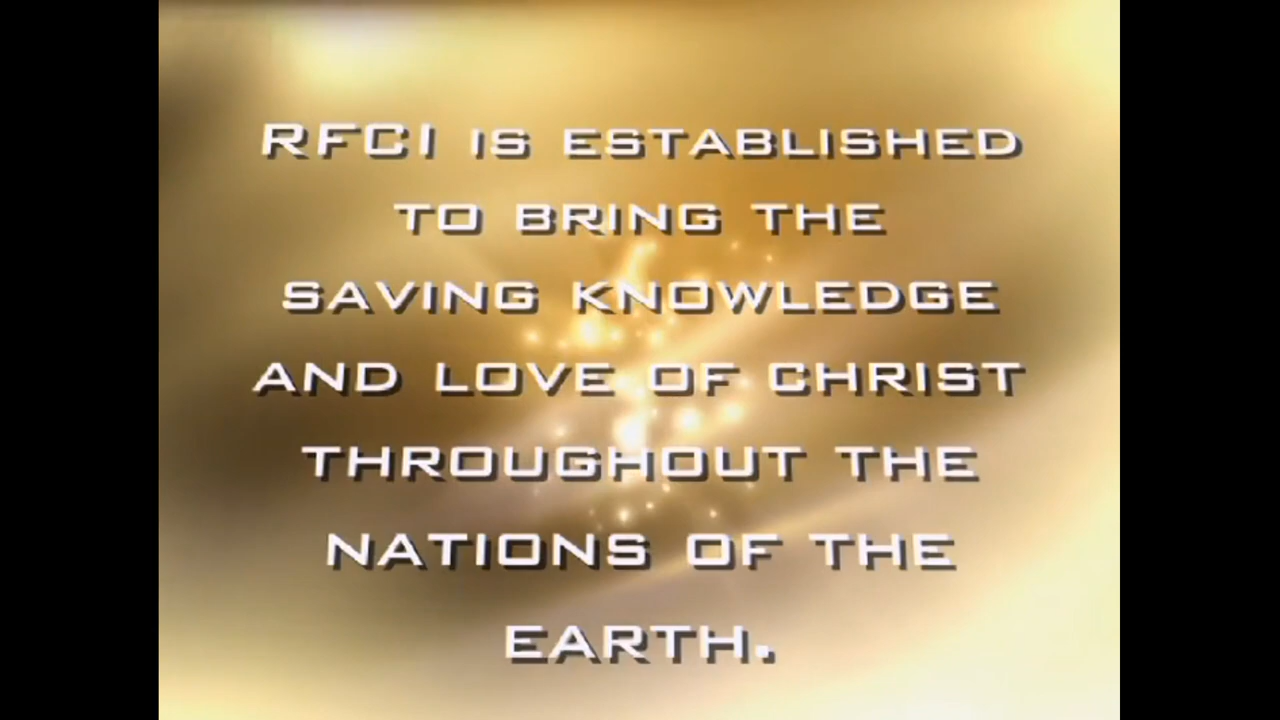 RFCI IS ESTABLISHED
TO BRING THE
SAVING KNOWLEDGE
AND LOVE OF CHRIST
THROUGHOUT THE
NATIONS OF THE
EARTH.